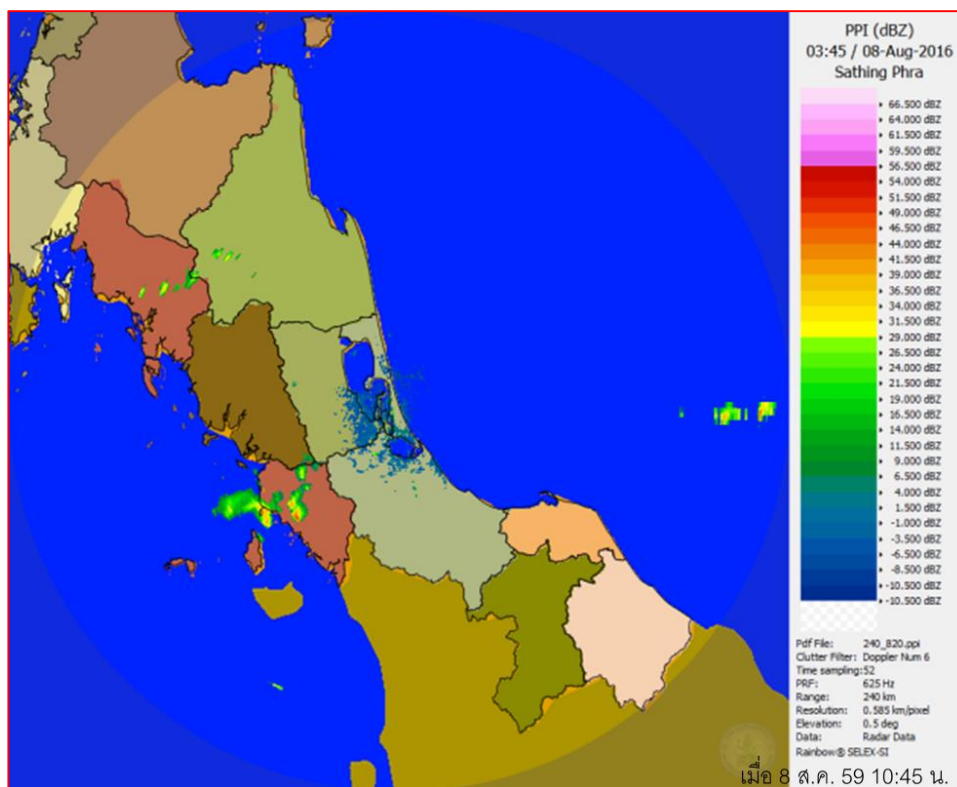 PPI (dBZ)
03:45 / 08-Aug-2016
Sathing Phra
66.500 dBZ
64.000 dBZ
61.500 dBZ
59.500 dBZ
56.500 dBZ
54.000 dBZ
51.500 dBZ
49.000 dBZ
46.500 dBZ
44.000 dBZ
41.500 dBZ
39.000 dBZ
36.500 dBZ
34.000 dBZ
31.500 dBZ
29.000 dBZ
26.500 dBZ
24.000 dBZ
21.500 dBZ
19.000 dBZ
16.500 dBZ
14.000 dBZ
11.500 dBZ
9.000 dBZ
6.500 dBZ
4.000 dBZ
1.500 dBZ
-1.000 dBZ
-3.500 dBZ
-6.500 dBZ
-8.500 dBZ
-10.500 dBZ
-10.500 dBZ
Pdf File: 240_820.ppi
Clutter Filter: Doppler Num 6
Time sampling:52
PRF: 625 Hz
Range: 240 km
Resolution: 0.585 km/pixel
Elevation: 0.5 deg
Data: Radar Data
Rainbow® SELEX-SI
เมื่อ 8 ส.ค. 59 10:45 น.